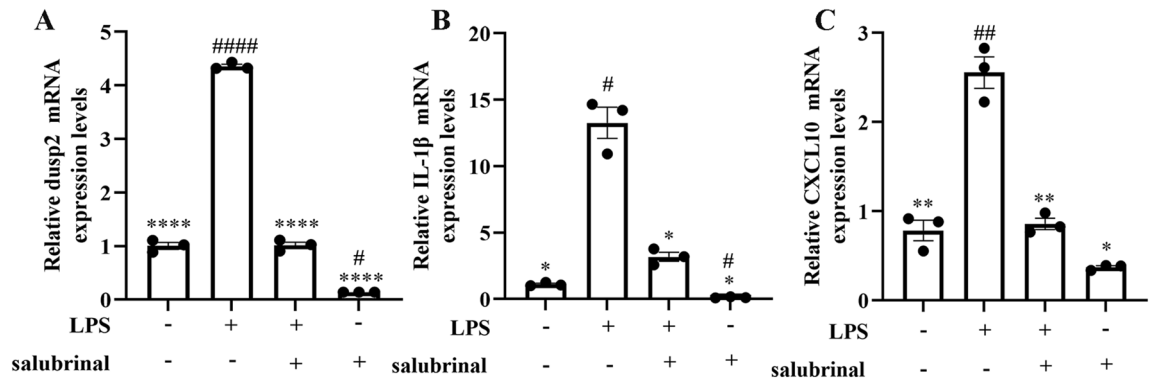 A
Relative dusp2 mRNA
expression levels
5
4
3
2
1
0
####
****
****
#
****
LPS - + + -
salubrinal - - + +
B
Relative IL-1β mRNA
expression levels
20
15
10
5
0
#
*
*
#
*
LPS - + + -
salubrinal - - + +
C
Relative CXCL10 mRNA
expression levels
3
2
1
0
##
**
**
*
LPS - + + -
salubrinal - - + +